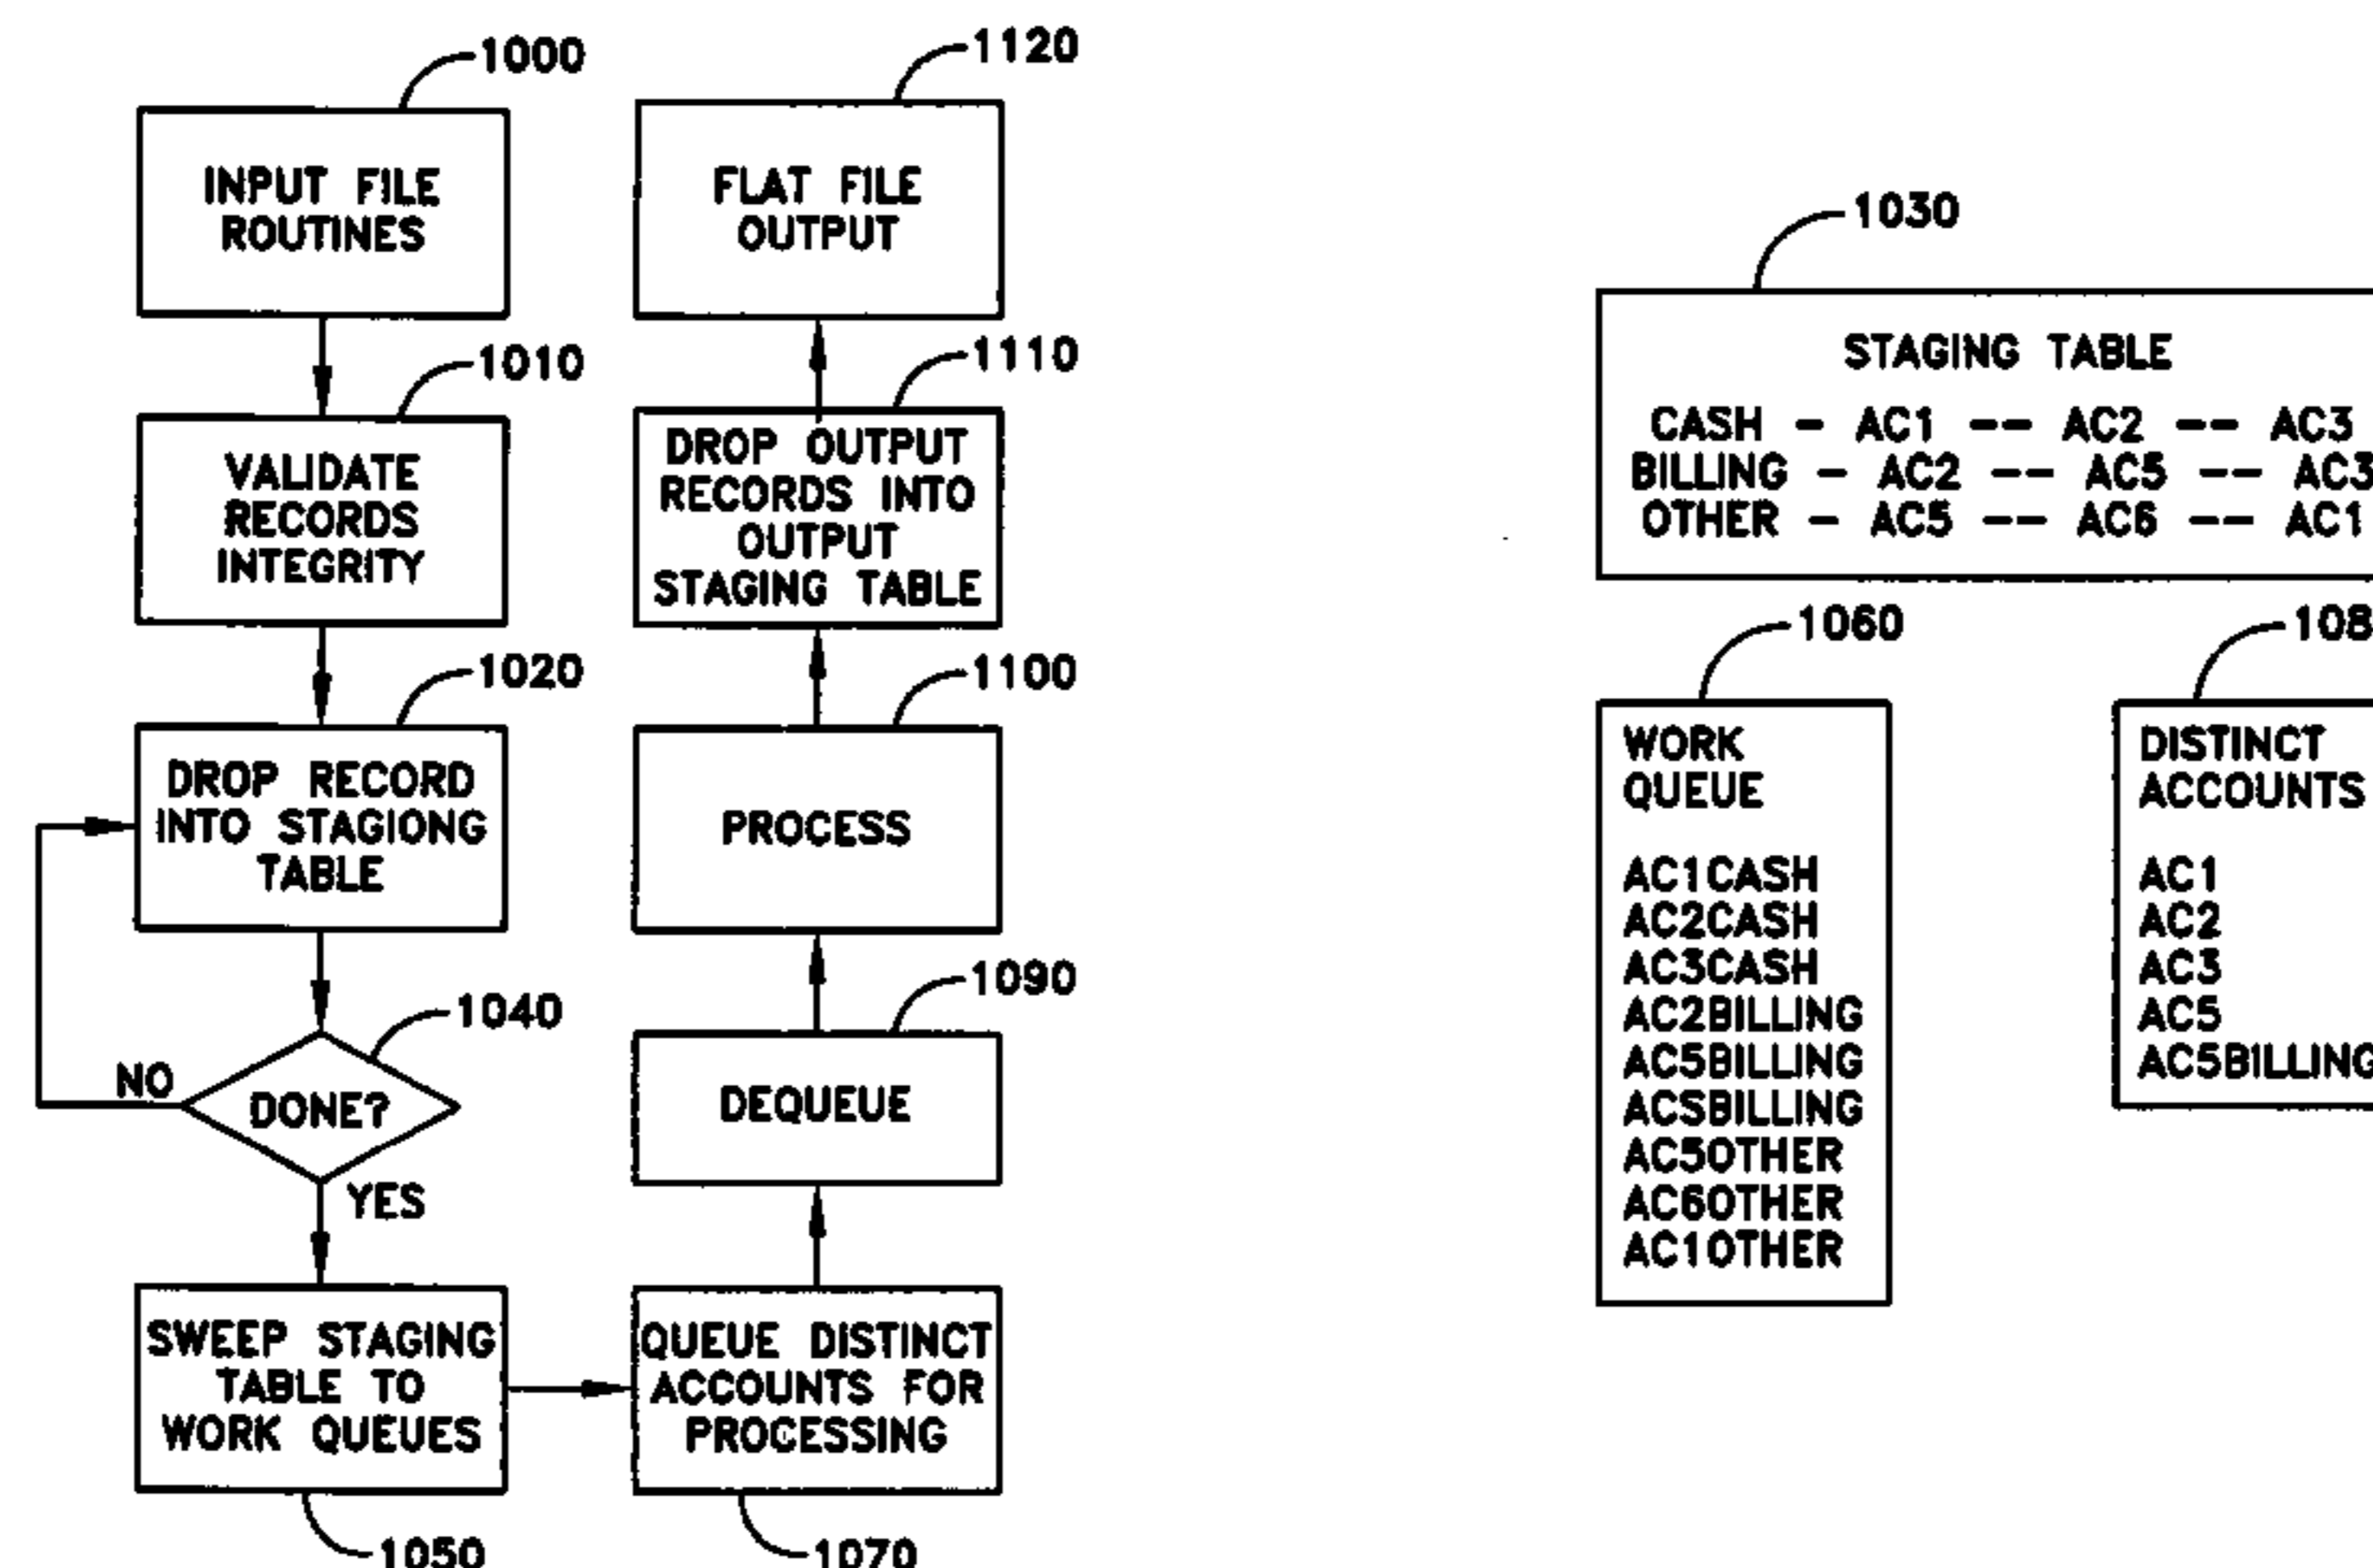 1000
INPUT FILE
ROUTINES
1010
VALIDATE
RECORDS
INTEGRITY
1020
DROP RECORD
INTO STAGIONG
TABLE
1040
NO
DONE?
YES
SWEEP STAGING
TABLE TO
WORK QUEUES
1050
1120
FLAT FILE
OUTPUT
1110
DROP OUTPUT
RECORDS INTO
OUTPUT
STAGING TABLE
1100
PROCESS
1090
DEQUEUE
QUEUE DISTINCT
ACCOUNTS FOR
PROCESSING
1070
1030
STAGING TABLE
CASH - AC1 -- AC2 -- AC3
BILLING - AC2 -- AC5 -- AC3
OTHER - AC5 -- AC6 -- AC1
1060
WORK
QUEUE
AC1CASH
AC2CASH
AC3CASH
AC2BILLING
AC5BILLING
ACSBILLING
AC5OTHER
AC6OTHER
AC1OTHER
108
DISTINCT
ACCOUNTS
AC1
AC2
AC3
AC5
AC5BILLING